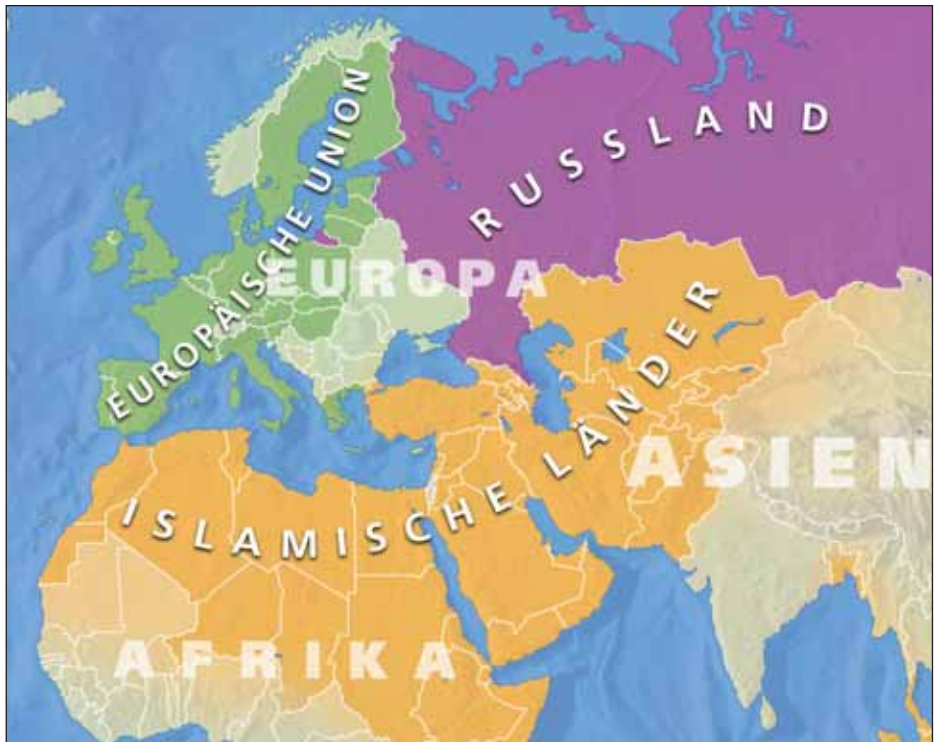 RUSSLAND
EUROPÄISCHE UNION
EUROPA
ISLAMISCHE LÄNDER
ASIEN
AFRIKA